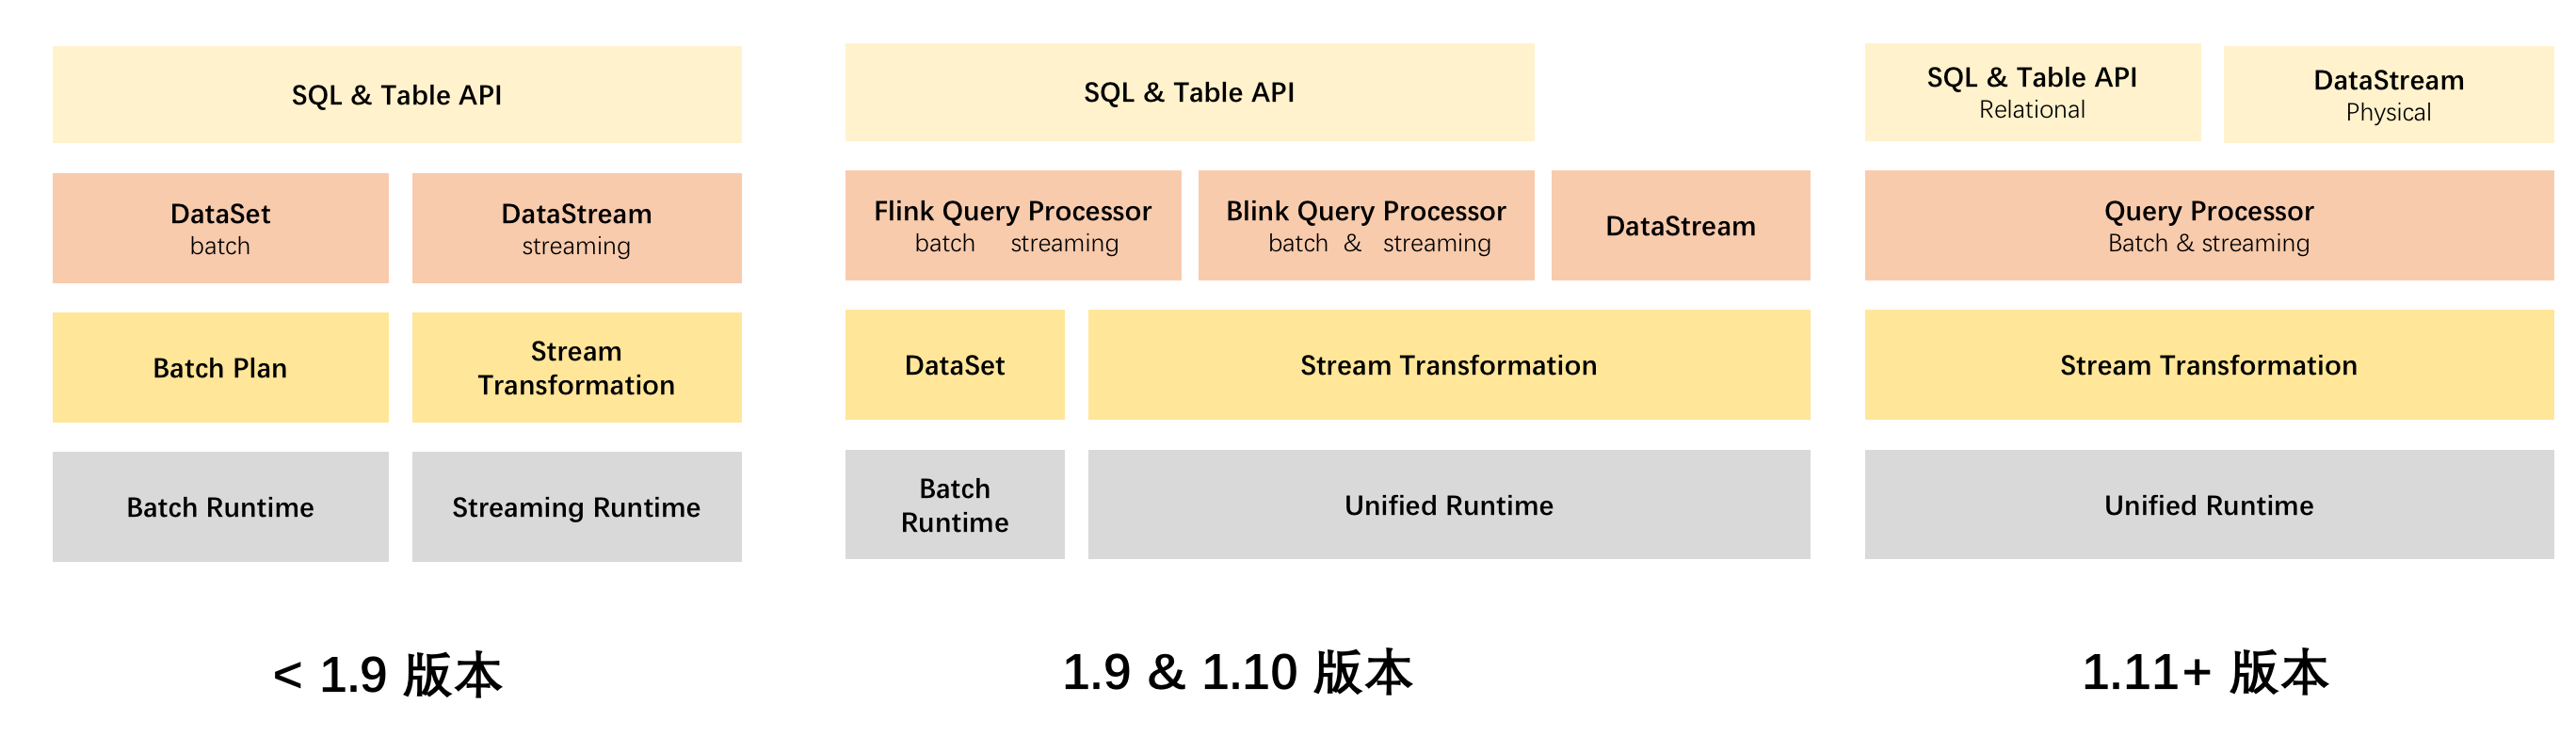 SQL & Table API
DataSet
batch
DataStream
streaming
Batch Plan
Stream
Transformation
Batch Runtime
Streaming Runtime
< 1.9 版本
SQL & Table API
Flink Query Processor
batch streaming
Blink Query Processor
batch & streaming
DataStream
DataSet
Stream Transformation
Batch
Runtime
Unified Runtime
1.9 & 1.10 版本
SQL & Table API
Relational
DataStream
Physical
Query Processor
Batch & streaming
Stream Transformation
Unified Runtime
1.11+ 版本